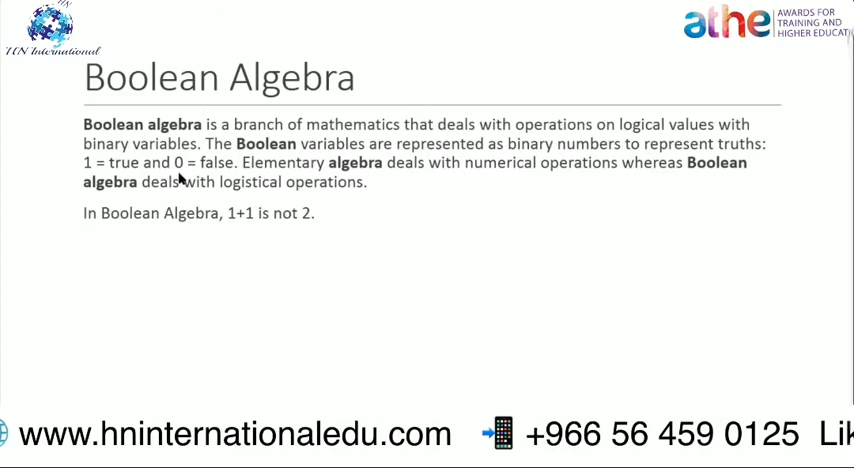 HN International
athe
AWARDS FOR
TRAINING AND
HIGHER EDUCAT
Boolean Algebra
Boolean algebra is a branch of mathematics that deals with operations on logical values with
binary variables. The Boolean variables are represented as binary numbers to represent truths:
1 = true and 0 = false. Elementary algebra deals with numerical operations whereas Boolean
algebra deals with logistical operations.
In Boolean Algebra, 1+1 is not 2.
www.hninternationaledu.com +966 56 459 0125 Lik